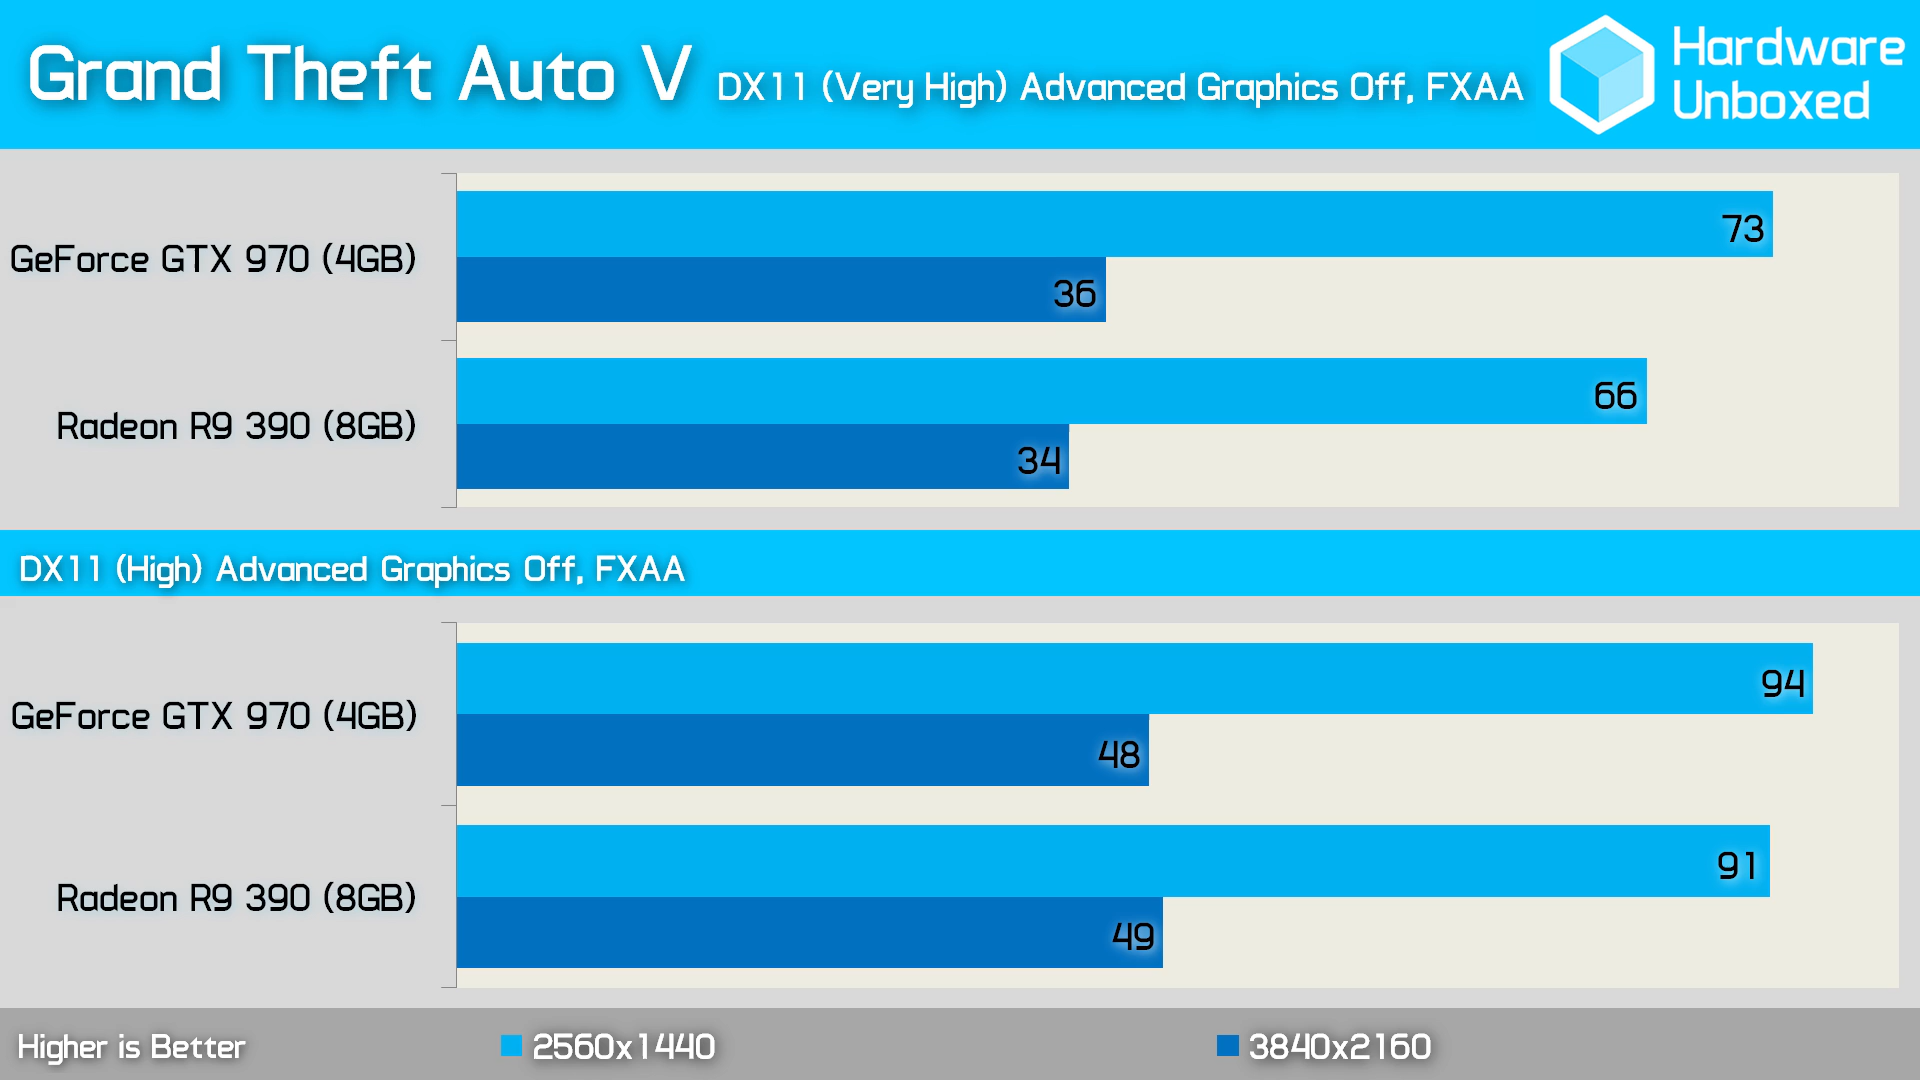 Grand Theft Auto V DX11 (Very High) Advanced Graphics Off, FXAA
Hardware
Unboxed
GeForce GTX 970 (4GB)
73
36
Radeon R9 390 (8GB)
66
34
DX11 (High) Advanced Graphics Off, FXAA
GeForce GTX 970 (4GB)
94
48
Radeon R9 390 (8GB)
91
49
Higher is Better
2560x1440
3840x2160